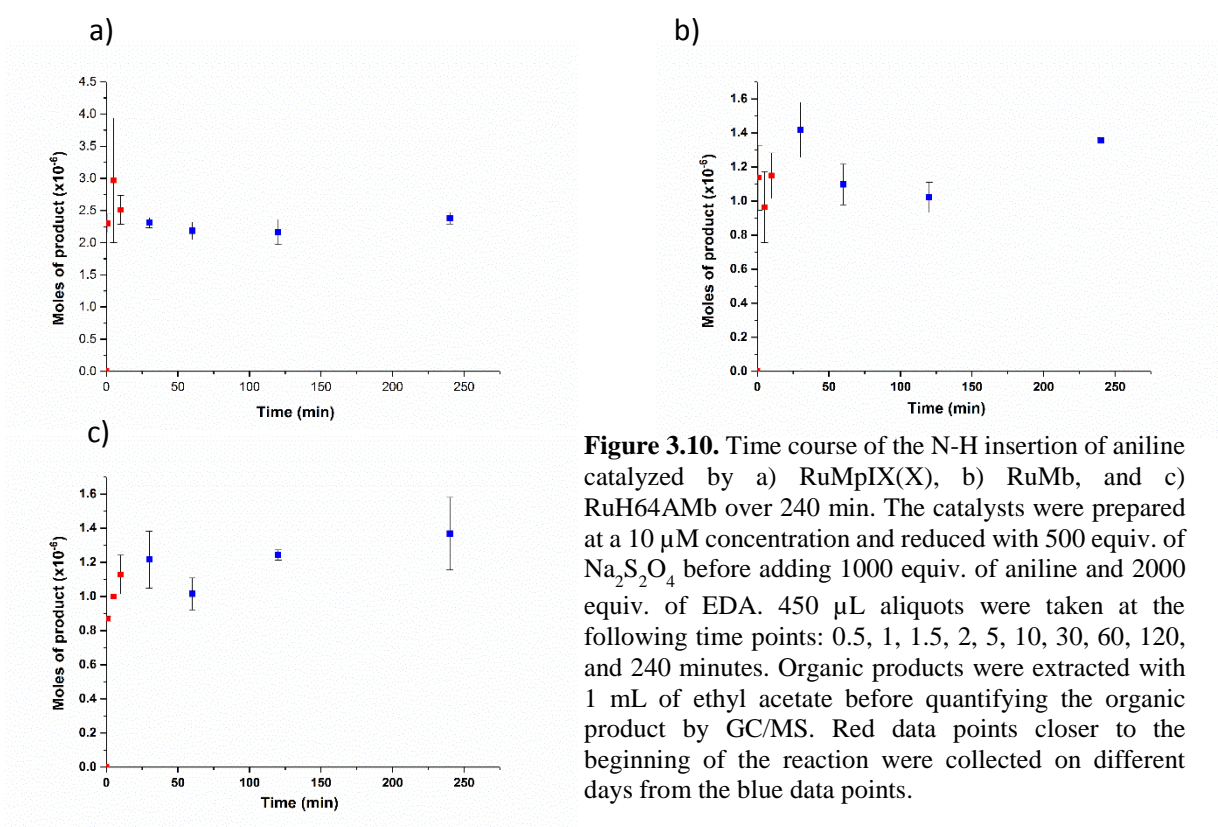 a)
4.5
4.0
3.5
3.0
2.5
2.0
1.5
1.0
0.5
0.0
Moles of product (x10⁻⁶)
0 50 100 150 200 250
Time (min)
b)
1.6
1.4
1.2
1.0
0.8
0.6
0.4
0.2
0.0
Moles of product (x10⁻⁶)
0 50 100 150 200 250
Time (min)
c)
1.6
1.4
1.2
1.0
0.8
0.6
0.4
0.2
0.0
Moles of product (x10⁻⁶)
0 50 100 150 200 250
Time (min)
Figure 3.10. Time course of the N-H insertion of aniline
catalyzed by a) RuMpIX(X), b) RuMb, and c)
RuH64AMb over 240 min. The catalysts were prepared
at a 10 µM concentration and reduced with 500 equiv. of
Na₂S₂O₄ before adding 1000 equiv. of aniline and 2000
equiv. of EDA. 450 µL aliquots were taken at the
following time points: 0.5, 1, 1.5, 2, 5, 10, 30, 60, 120,
and 240 minutes. Organic products were extracted with
1 mL of ethyl acetate before quantifying the organic
product by GC/MS. Red data points closer to the
beginning of the reaction were collected on different
days from the blue data points.